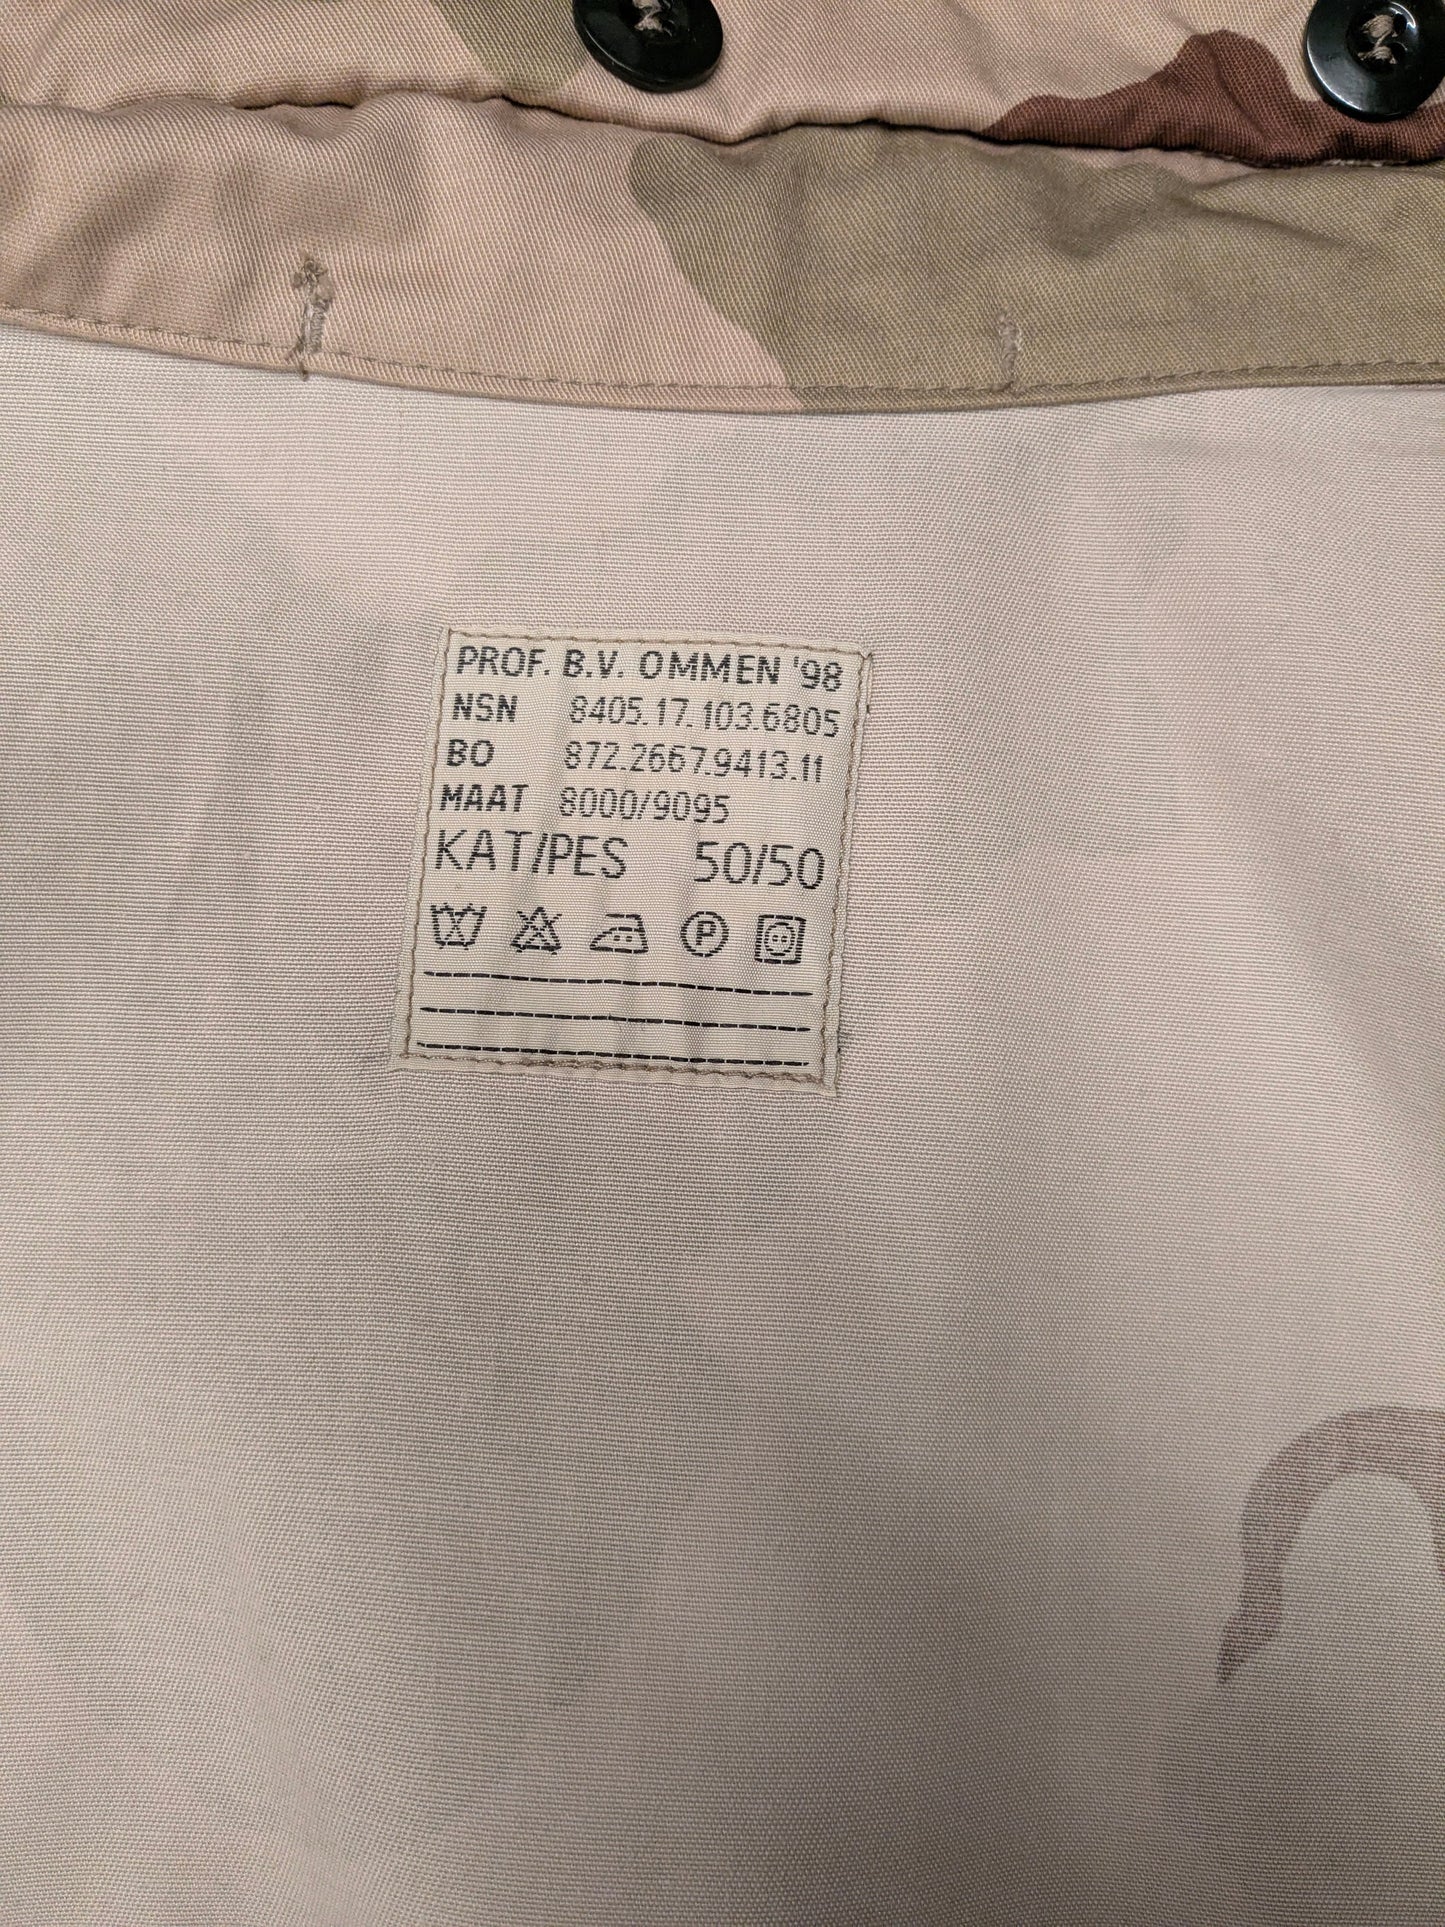 PROF. B.V. OMMEN '98
NSN 8405.17.103.6805
BO 872.2667.9413.11
MAAT 8000/9095
KAT/PES 50/50
P